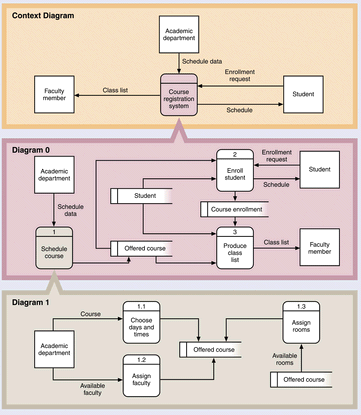 Context Diagram
Academic
department
Schedule data
Faculty
member
Class list
Course
registration
system
Enrollment
request
Schedule
Student
Diagram 0
Academic
department
Schedule
data
1
Schedule
course
Student
Offered course
2
Enroll
student
Course enrollment
3
Produce
class
list
Enrollment
request
Schedule
Student
Class list
Faculty
member
Diagram 1
Academic
department
Course
1.1
Choose
days and
times
Available
faculty
1.2
Assign
faculty
Offered course
1.3
Assign
rooms
Available
rooms
Offered course